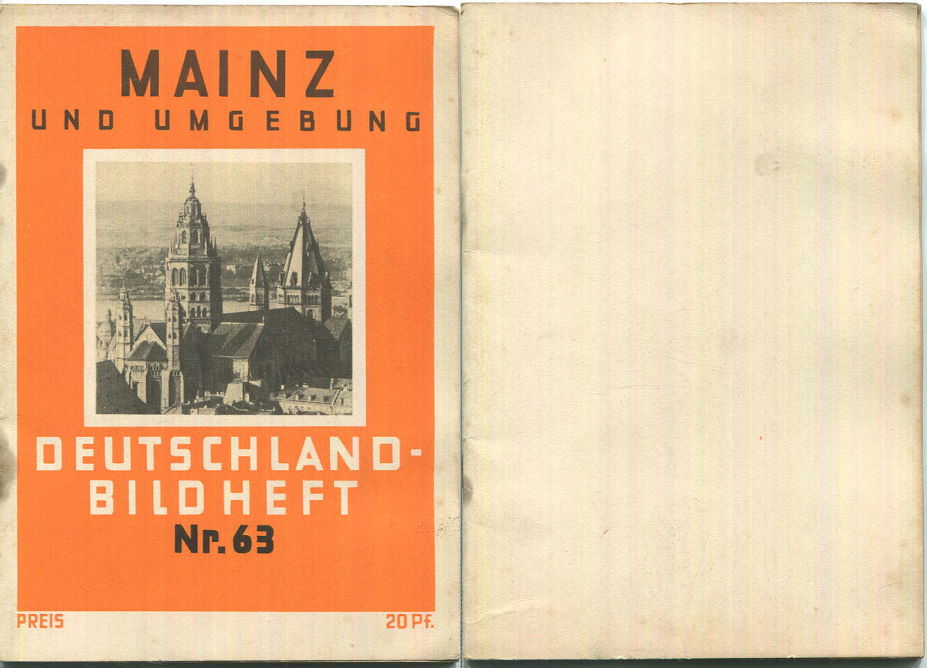 MAINZ
UND UMGEBUNG
DEUTSCHLAND-
BILDHEFT
Nr. 63
PREIS 20 Pf.